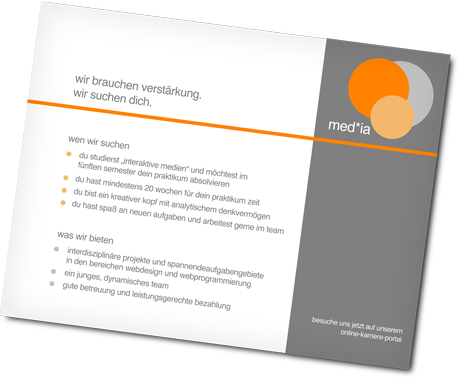 wir brauchen verstärkung.
wir suchen dich.
med*ia
wen wir suchen
du studierst „interaktive medien“ und möchtest im
fünften semester dein praktikum absolvieren
du hast mindestens 20 wochen für dein praktikum zeit
du bist ein kreativer kopf mit analytischem denkvermögen
du hast spaß an neuen aufgaben und arbeitest gerne im team
was wir bieten
interdisziplinäre projekte und spannendeaufgabengebiete
in den bereichen webdesign und webprogrammierung
ein junges, dynamisches team
gute betreuung und leistungsgerechte bezahlung
besuche uns jetzt auf unserem
online-karriere-portal